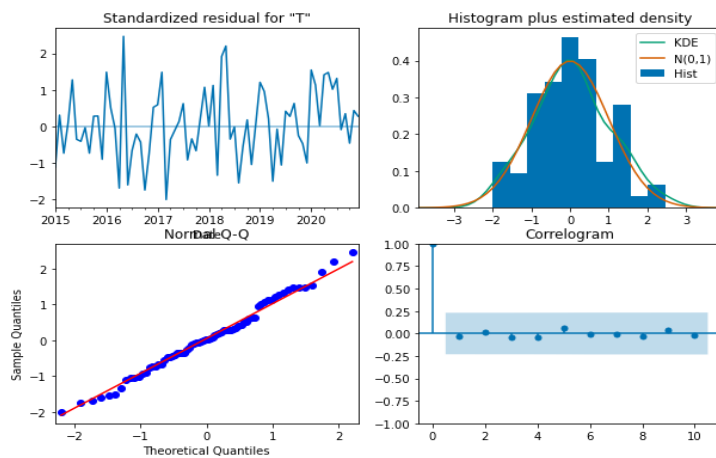 Standardized residual for "T"
2
1
0
−1
−2
2015 2016 2017 2018 2019 2020
Histogram plus estimated density
KDE
N(0,1)
Hist
0.4
0.3
0.2
0.1
0.0
−3 −2 −1 0 1 2 3
Normal Q-Q
Date
Sample Quantiles
2
1
0
−1
−2
−2 −1 0 1 2
Theoretical Quantiles
Correlogram
1.00
0.75
0.50
0.25
0.00
−0.25
−0.50
−0.75
−1.00
0 2 4 6 8 10